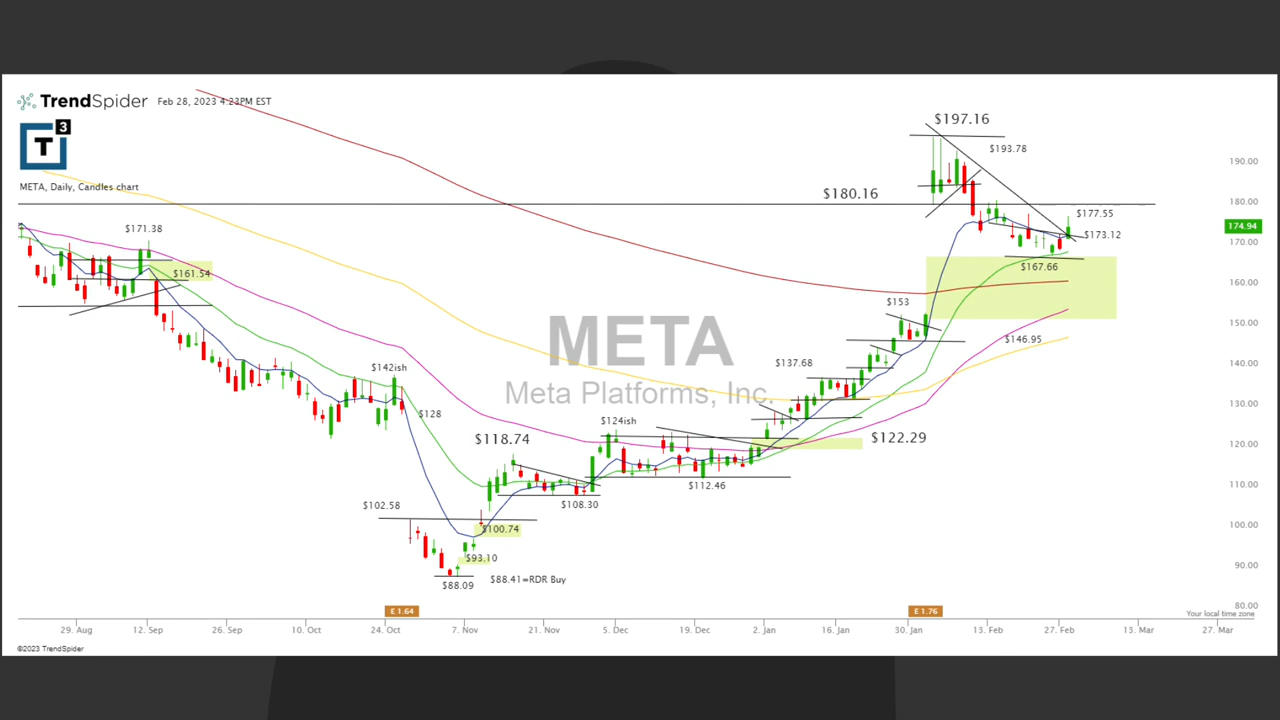 TrendSpider Feb 28, 2023 4:23PM EST
T 3
META, Daily, Candles chart
META
Meta Platforms, Inc.
$171.38
$161.54
$142ish
$128
$102.58
$118.74
$100.74
$93.10
$88.09
$88.41=RDR Buy
$108.30
$124ish
$112.46
$122.29
$137.68
$153
$146.95
$180.16
$197.16
$193.78
$177.55
$173.12
$167.66
190.00
180.00
174.94
170.00
160.00
150.00
140.00
130.00
120.00
110.00
100.00
90.00
80.00
E 1.64
E 1.76
Your local time zone
29. Aug 12. Sep 26. Sep 10. Oct 24. Oct 7. Nov 21. Nov 5. Dec 19. Dec 2. Jan 16. Jan 30. Jan 13. Feb 27. Feb 13. Mar 27. Mar
©2023 TrendSpider